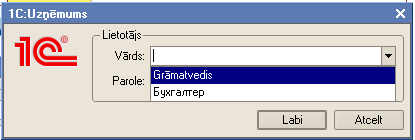 1C:Uzņēmums
1C®
Lietotājs
Vārds:
Grāmatvedis
Parole:
Бухгалтер
Labi
Atcelt